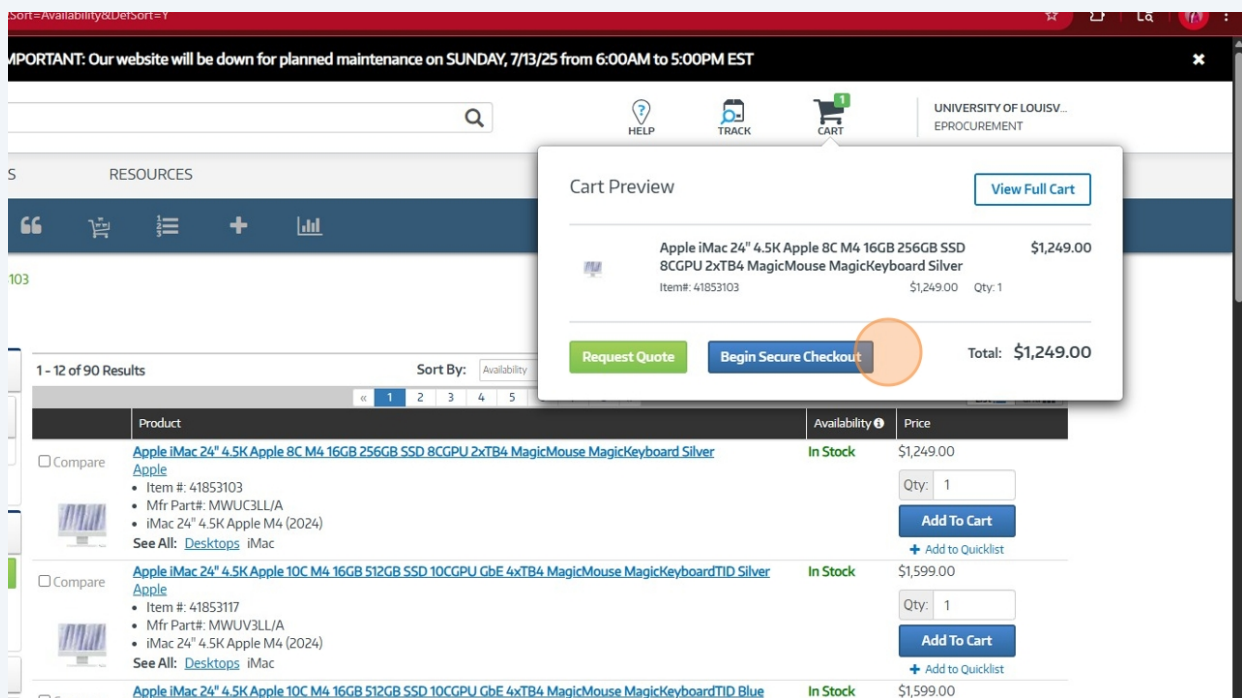 Sort=Availability&DefSort=Y
MPORTANT: Our website will be down for planned maintenance on SUNDAY, 7/13/25 from 6:00AM to 5:00PM EST
HELP
TRACK
1
CART
UNIVERSITY OF LOUISV...
EPROCUREMENT
S
RESOURCES
Cart Preview
View Full Cart
Apple iMac 24" 4.5K Apple 8C M4 16GB 256GB SSD
8CGPU 2xTB4 MagicMouse MagicKeyboard Silver
$1,249.00
Item#: 41853103
$1,249.00 Qty: 1
Request Quote
Begin Secure Checkout
Total: $1,249.00
103
1 - 12 of 90 Results
Sort By: Availability
« 1 2 3 4 5
Product
Availability
Price
Compare
Apple iMac 24" 4.5K Apple 8C M4 16GB 256GB SSD 8CGPU 2xTB4 MagicMouse MagicKeyboard Silver
Apple
• Item #: 41853103
• Mfr Part#: MWUC3LL/A
• iMac 24" 4.5K Apple M4 (2024)
See All: Desktops iMac
In Stock
$1,249.00
Qty: 1
Add To Cart
+ Add to Quicklist
Compare
Apple iMac 24" 4.5K Apple 10C M4 16GB 512GB SSD 10CGPU GbE 4xTB4 MagicMouse MagicKeyboardTID Silver
Apple
• Item #: 41853117
• Mfr Part#: MWUV3LL/A
• iMac 24" 4.5K Apple M4 (2024)
See All: Desktops iMac
In Stock
$1,599.00
Qty: 1
Add To Cart
+ Add to Quicklist
Apple iMac 24" 4.5K Apple 10C M4 16GB 512GB SSD 10CGPU GbE 4xTB4 MagicMouse MagicKeyboardTID Blue
In Stock
$1,599.00